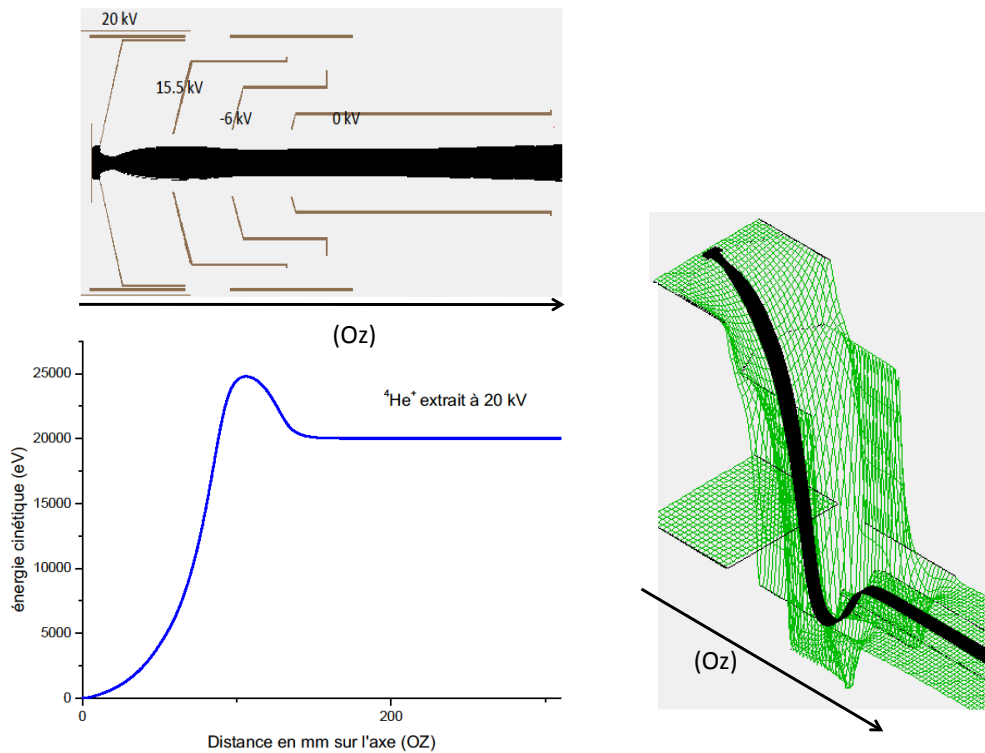 20 kV
15.5 kV
-6 kV
0 kV
(Oz)
25000
20000
15000
10000
5000
0
énergie cinétique (eV)
⁴He⁺ extrait à 20 kV
0
200
Distance en mm sur l'axe (OZ)
(Oz)